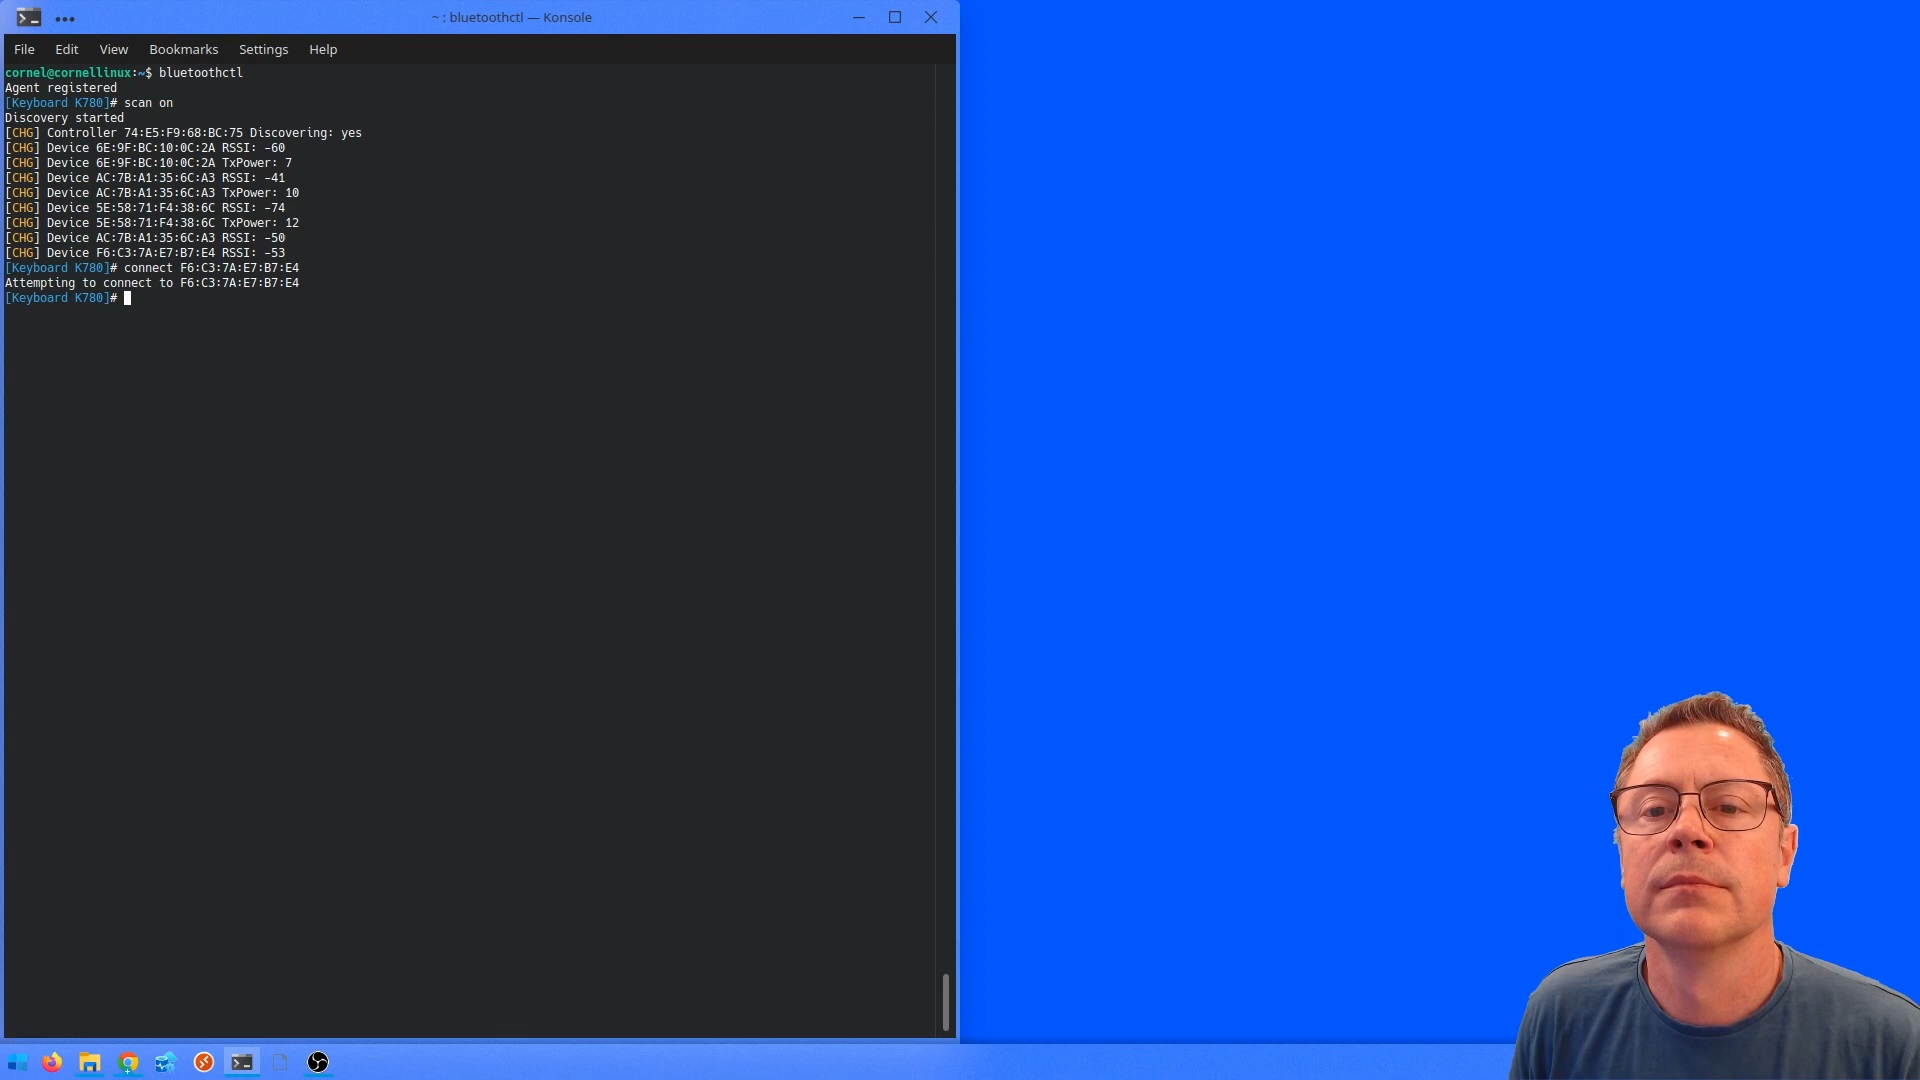 ~ : bluetoothctl — Konsole
File Edit View Bookmarks Settings Help
cornel@cornellinux:~$ bluetoothctl
Agent registered
[Keyboard K780]# scan on
Discovery started
[CHG] Controller 74:E5:F9:68:BC:75 Discovering: yes
[CHG] Device 6E:9F:BC:10:0C:2A RSSI: -60
[CHG] Device 6E:9F:BC:10:0C:2A TxPower: 7
[CHG] Device AC:7B:A1:35:6C:A3 RSSI: -41
[CHG] Device AC:7B:A1:35:6C:A3 TxPower: 10
[CHG] Device 5E:58:71:F4:38:6C RSSI: -74
[CHG] Device 5E:58:71:F4:38:6C TxPower: 12
[CHG] Device AC:7B:A1:35:6C:A3 RSSI: -50
[CHG] Device F6:C3:7A:E7:B7:E4 RSSI: -53
[Keyboard K780]# connect F6:C3:7A:E7:B7:E4
Attempting to connect to F6:C3:7A:E7:B7:E4
[Keyboard K780]#